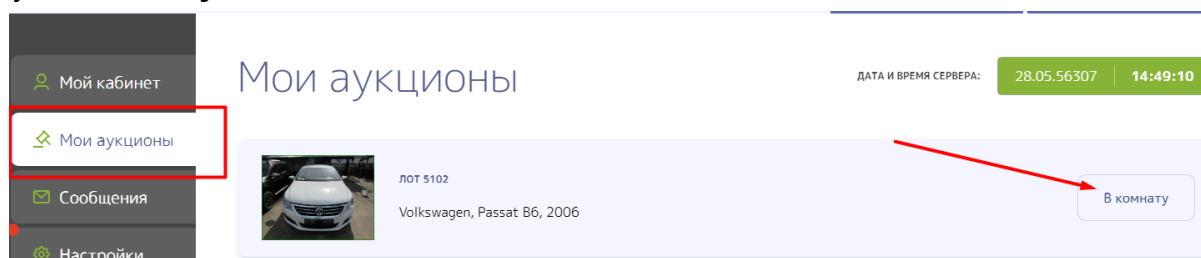 Мой кабинет
Мои аукционы
Сообщения
Настройки
Мои аукционы
ДАТА И ВРЕМЯ СЕРВЕРА:
28.05.56307 14:49:10
ЛОТ 5102
Volkswagen, Passat B6, 2006
В комнату